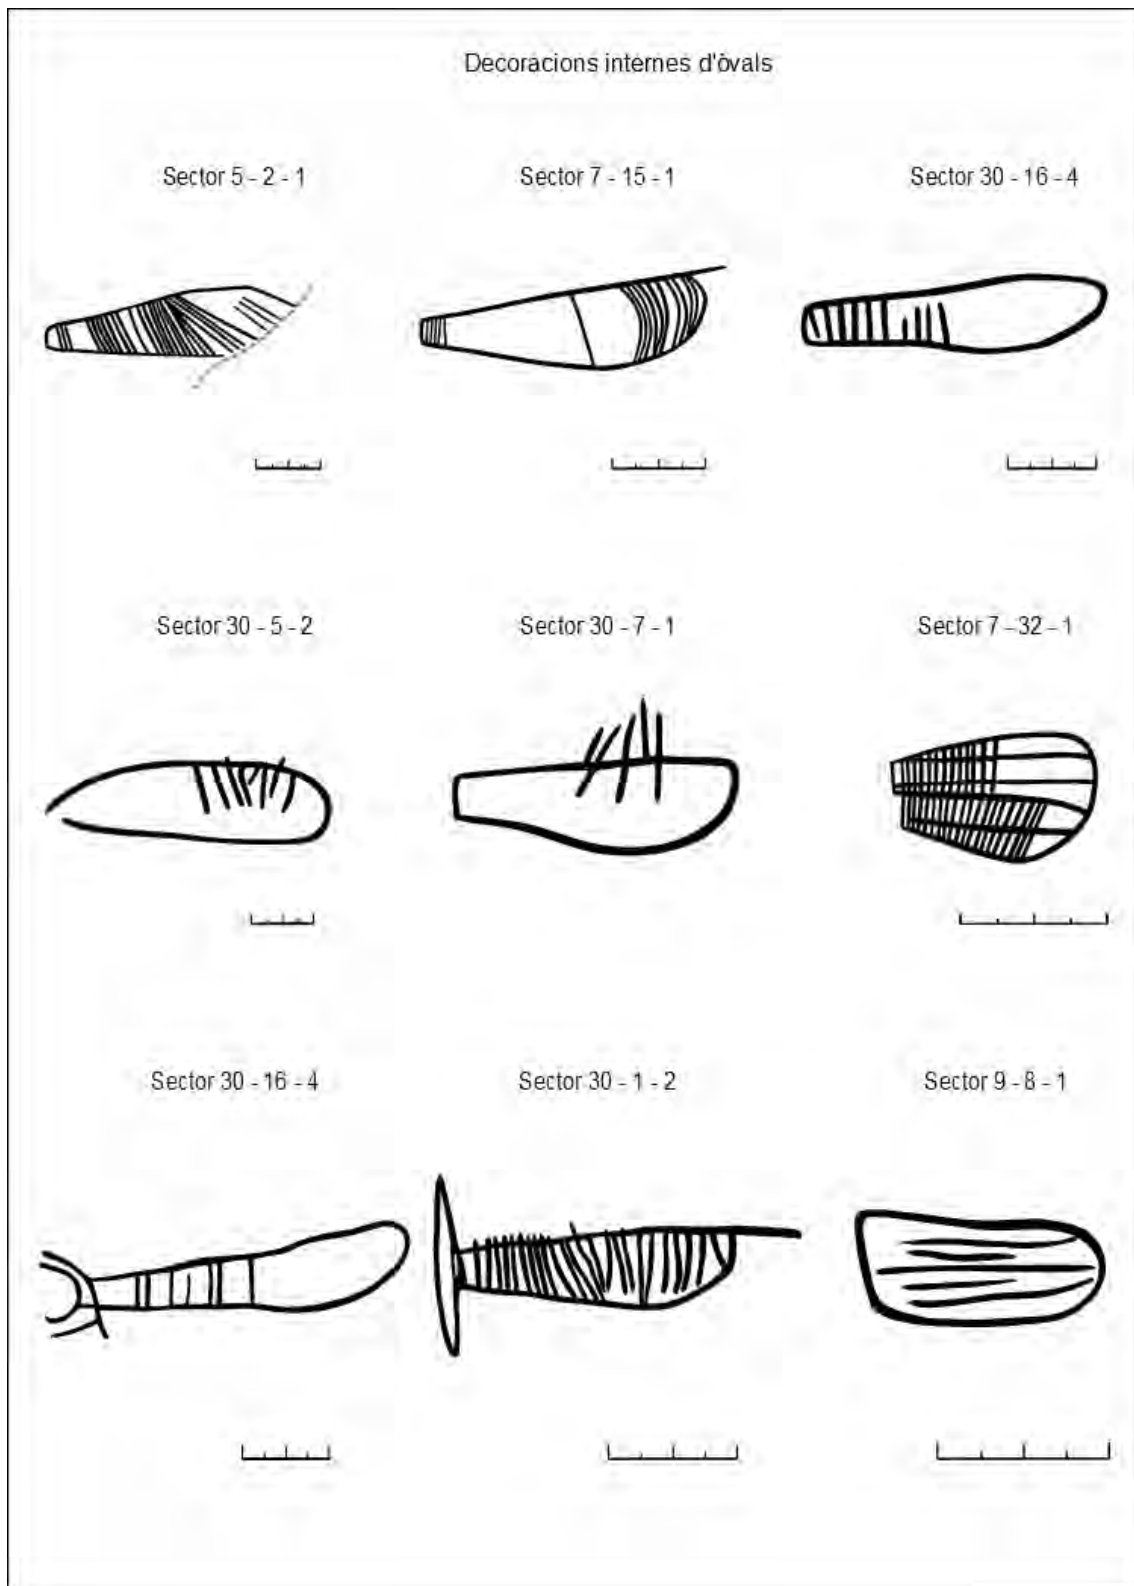 Decoracions internes d'òvals
Sector 5 - 2 - 1
Sector 7 - 15 - 1
Sector 30 - 16 - 4
Sector 30 - 5 - 2
Sector 30 - 7 - 1
Sector 7 - 32 - 1
Sector 30 - 16 - 4
Sector 30 - 1 - 2
Sector 9 - 8 - 1